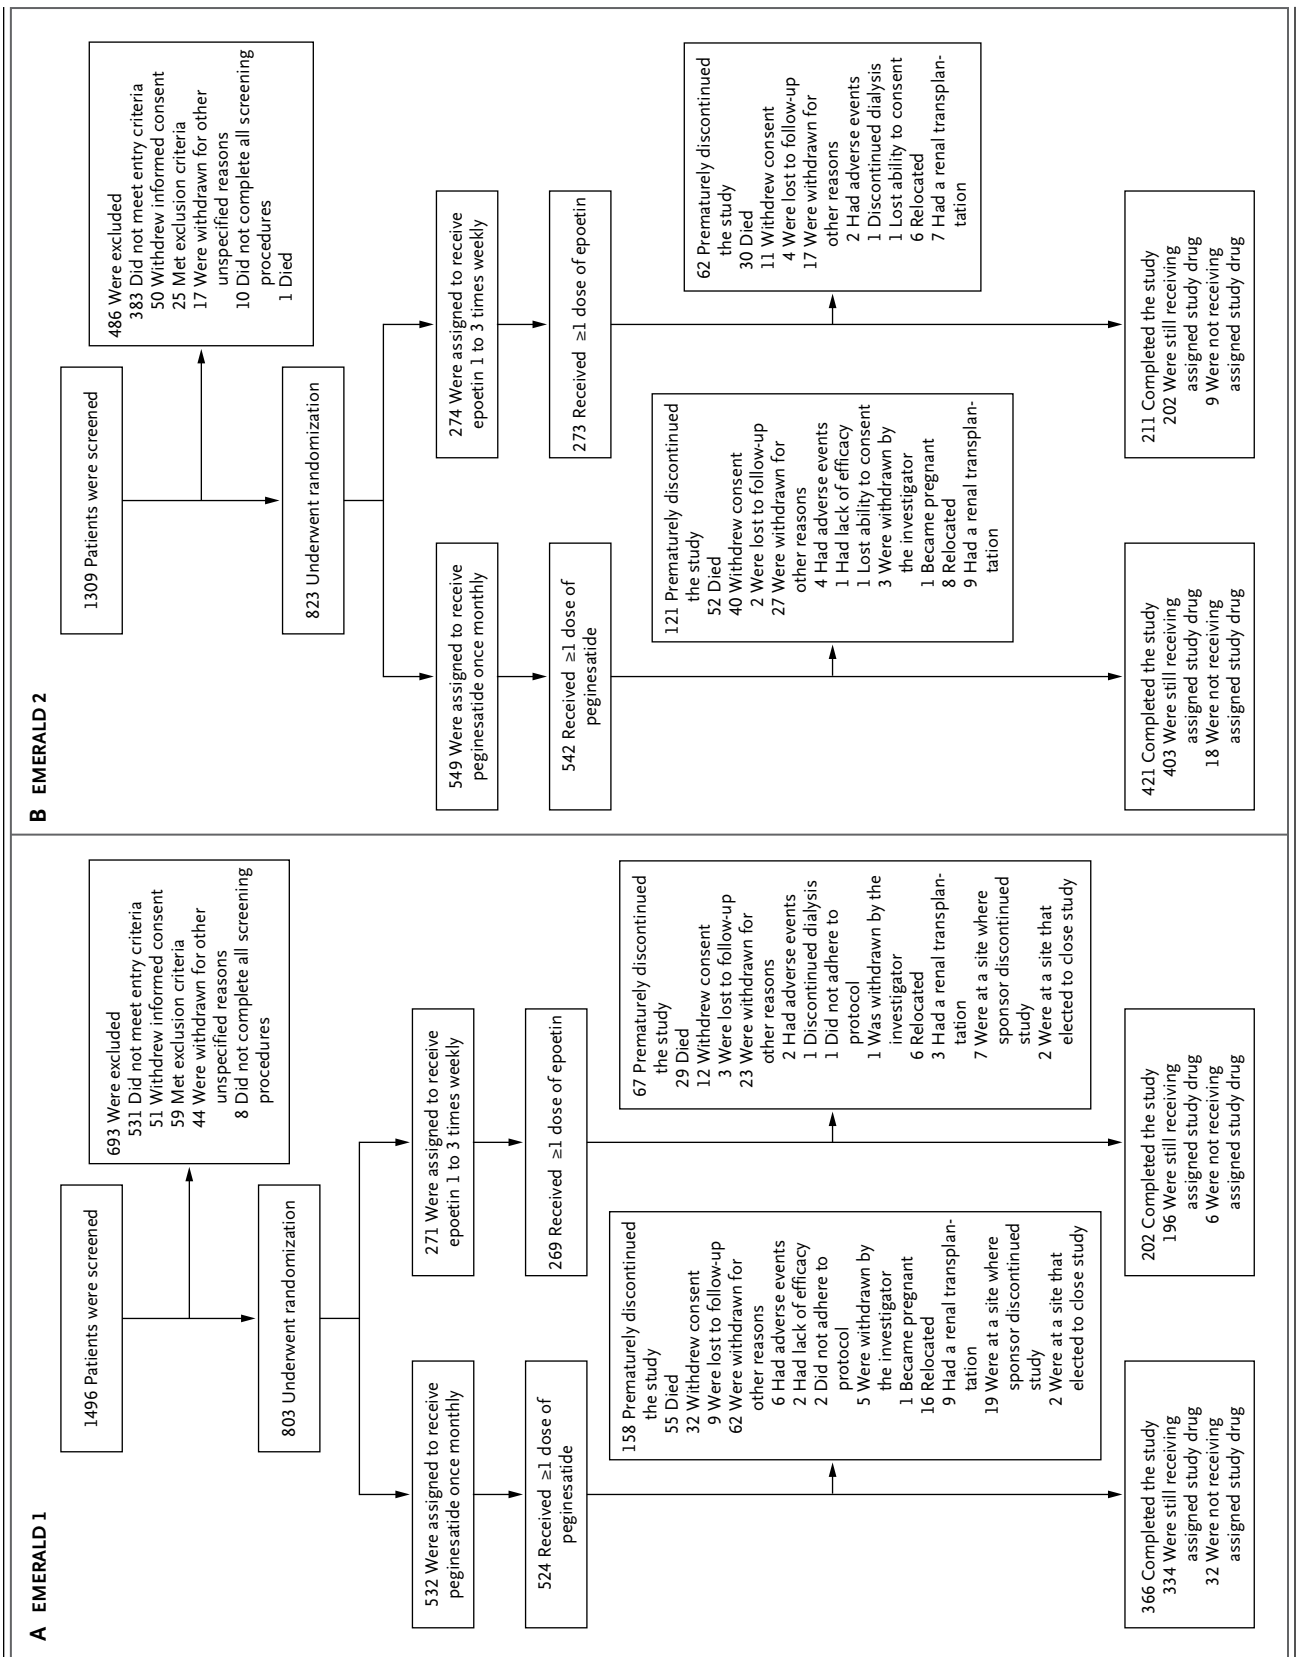 A EMERALD 1
1496 Patients were screened
693 Were excluded
531 Did not meet entry criteria
51 Withdrew informed consent
59 Met exclusion criteria
44 Were withdrawn for other
unspecified reasons
8 Did not complete all screening
procedures
803 Underwent randomization
532 Were assigned to receive
peginesatide once monthly
271 Were assigned to receive
epoetin 1 to 3 times weekly
524 Received ≥1 dose of
peginesatide
269 Received ≥1 dose of epoetin
158 Prematurely discontinued
the study
55 Died
32 Withdrew consent
9 Were lost to follow-up
62 Were withdrawn for
other reasons
6 Had adverse events
2 Had lack of efficacy
2 Did not adhere to
protocol
5 Were withdrawn by
the investigator
1 Became pregnant
16 Relocated
9 Had a renal transplan-
tation
19 Were at a site where
sponsor discontinued
study
2 Were at a site that
elected to close study
67 Prematurely discontinued
the study
29 Died
12 Withdrew consent
3 Were lost to follow-up
23 Were withdrawn for
other reasons
2 Had adverse events
1 Discontinued dialysis
1 Did not adhere to
protocol
1 Was withdrawn by the
investigator
6 Relocated
3 Had a renal transplan-
tation
7 Were at a site where
sponsor discontinued
study
2 Were at a site that
elected to close study
366 Completed the study
334 Were still receiving
assigned study drug
32 Were not receiving
assigned study drug
202 Completed the study
196 Were still receiving
assigned study drug
6 Were not receiving
assigned study drug
B EMERALD 2
1309 Patients were screened
486 Were excluded
383 Did not meet entry criteria
50 Withdrew informed consent
25 Met exclusion criteria
17 Were withdrawn for other
unspecified reasons
10 Did not complete all screening
procedures
1 Died
823 Underwent randomization
549 Were assigned to receive
peginesatide once monthly
274 Were assigned to receive
epoetin 1 to 3 times weekly
542 Received ≥1 dose of
peginesatide
273 Received ≥1 dose of epoetin
121 Prematurely discontinued
the study
52 Died
40 Withdrew consent
2 Were lost to follow-up
27 Were withdrawn for
other reasons
4 Had adverse events
1 Had lack of efficacy
1 Lost ability to consent
3 Were withdrawn by
the investigator
1 Became pregnant
8 Relocated
9 Had a renal transplan-
tation
62 Prematurely discontinued
the study
30 Died
11 Withdrew consent
4 Were lost to follow-up
17 Were withdrawn for
other reasons
2 Had adverse events
1 Discontinued dialysis
1 Lost ability to consent
6 Relocated
7 Had a renal transplan-
tation
421 Completed the study
403 Were still receiving
assigned study drug
18 Were not receiving
assigned study drug
211 Completed the study
202 Were still receiving
assigned study drug
9 Were not receiving
assigned study drug